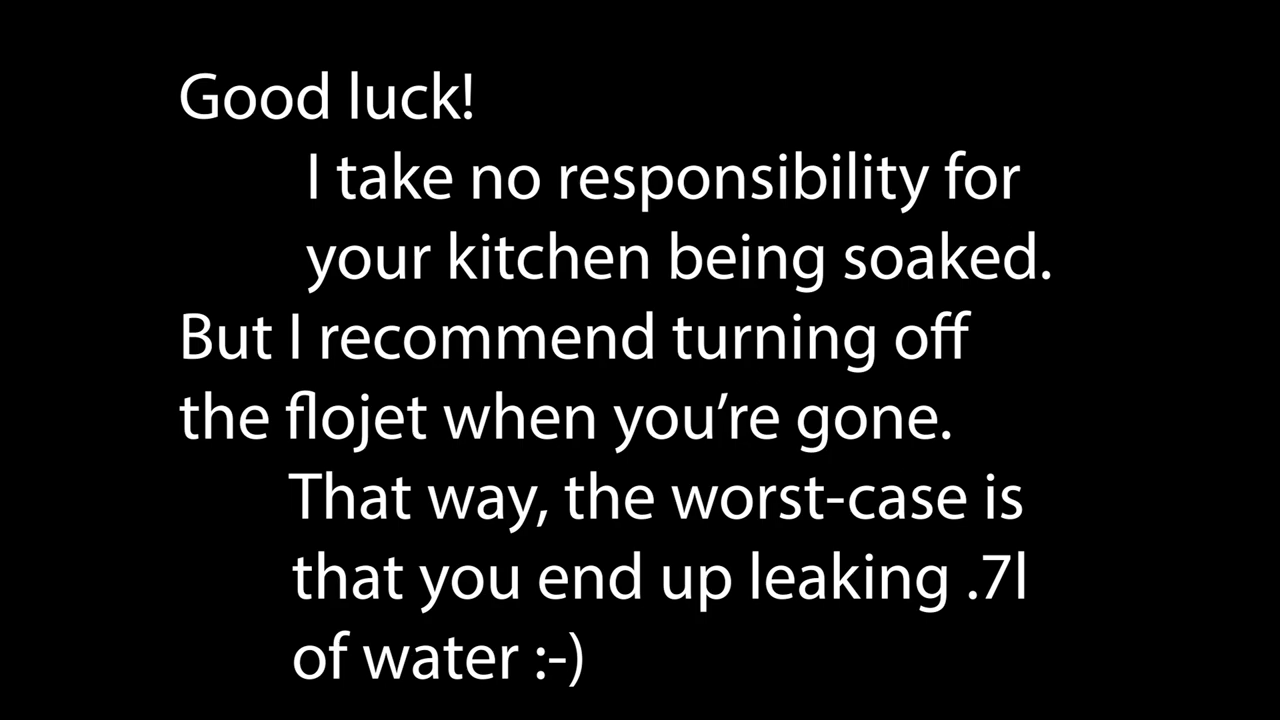 Good luck!
I take no responsibility for
your kitchen being soaked.
But I recommend turning off
the flojet when you’re gone.
That way, the worst-case is
that you end up leaking .7l
of water :-)